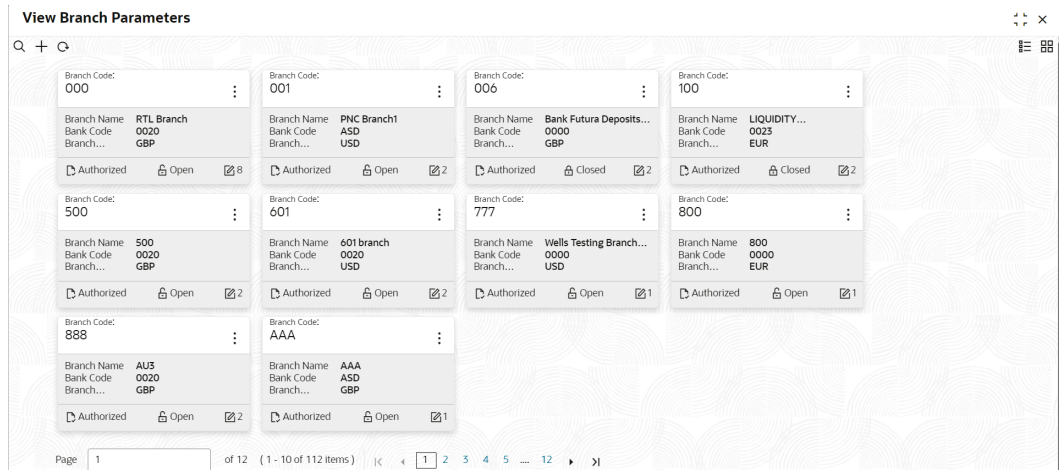 View Branch Parameters
Branch Code:
000
Branch Name RTL Branch
Bank Code 0020
Branch... GBP
Authorized Open 8
Branch Code:
001
Branch Name PNC Branch1
Bank Code ASD
Branch... USD
Authorized Open 2
Branch Code:
006
Branch Name Bank Futura Deposits...
Bank Code 0000
Branch... GBP
Authorized Closed 2
Branch Code:
100
Branch Name LIQUIDITY...
Bank Code 0023
Branch... EUR
Authorized Closed 2
Branch Code:
500
Branch Name 500
Bank Code 0020
Branch... GBP
Authorized Open 2
Branch Code:
601
Branch Name 601 branch
Bank Code 0020
Branch... USD
Authorized Open 2
Branch Code:
777
Branch Name Wells Testing Branch...
Bank Code 0000
Branch... USD
Authorized Open 1
Branch Code:
800
Branch Name 800
Bank Code 0000
Branch... EUR
Authorized Open 1
Branch Code:
888
Branch Name AU3
Bank Code 0020
Branch... GBP
Authorized Open 2
Branch Code:
AAA
Branch Name AAA
Bank Code ASD
Branch... GBP
Authorized Open 1
Page 1 of 12 (1 - 10 of 112 items) 1 2 3 4 5 .... 12